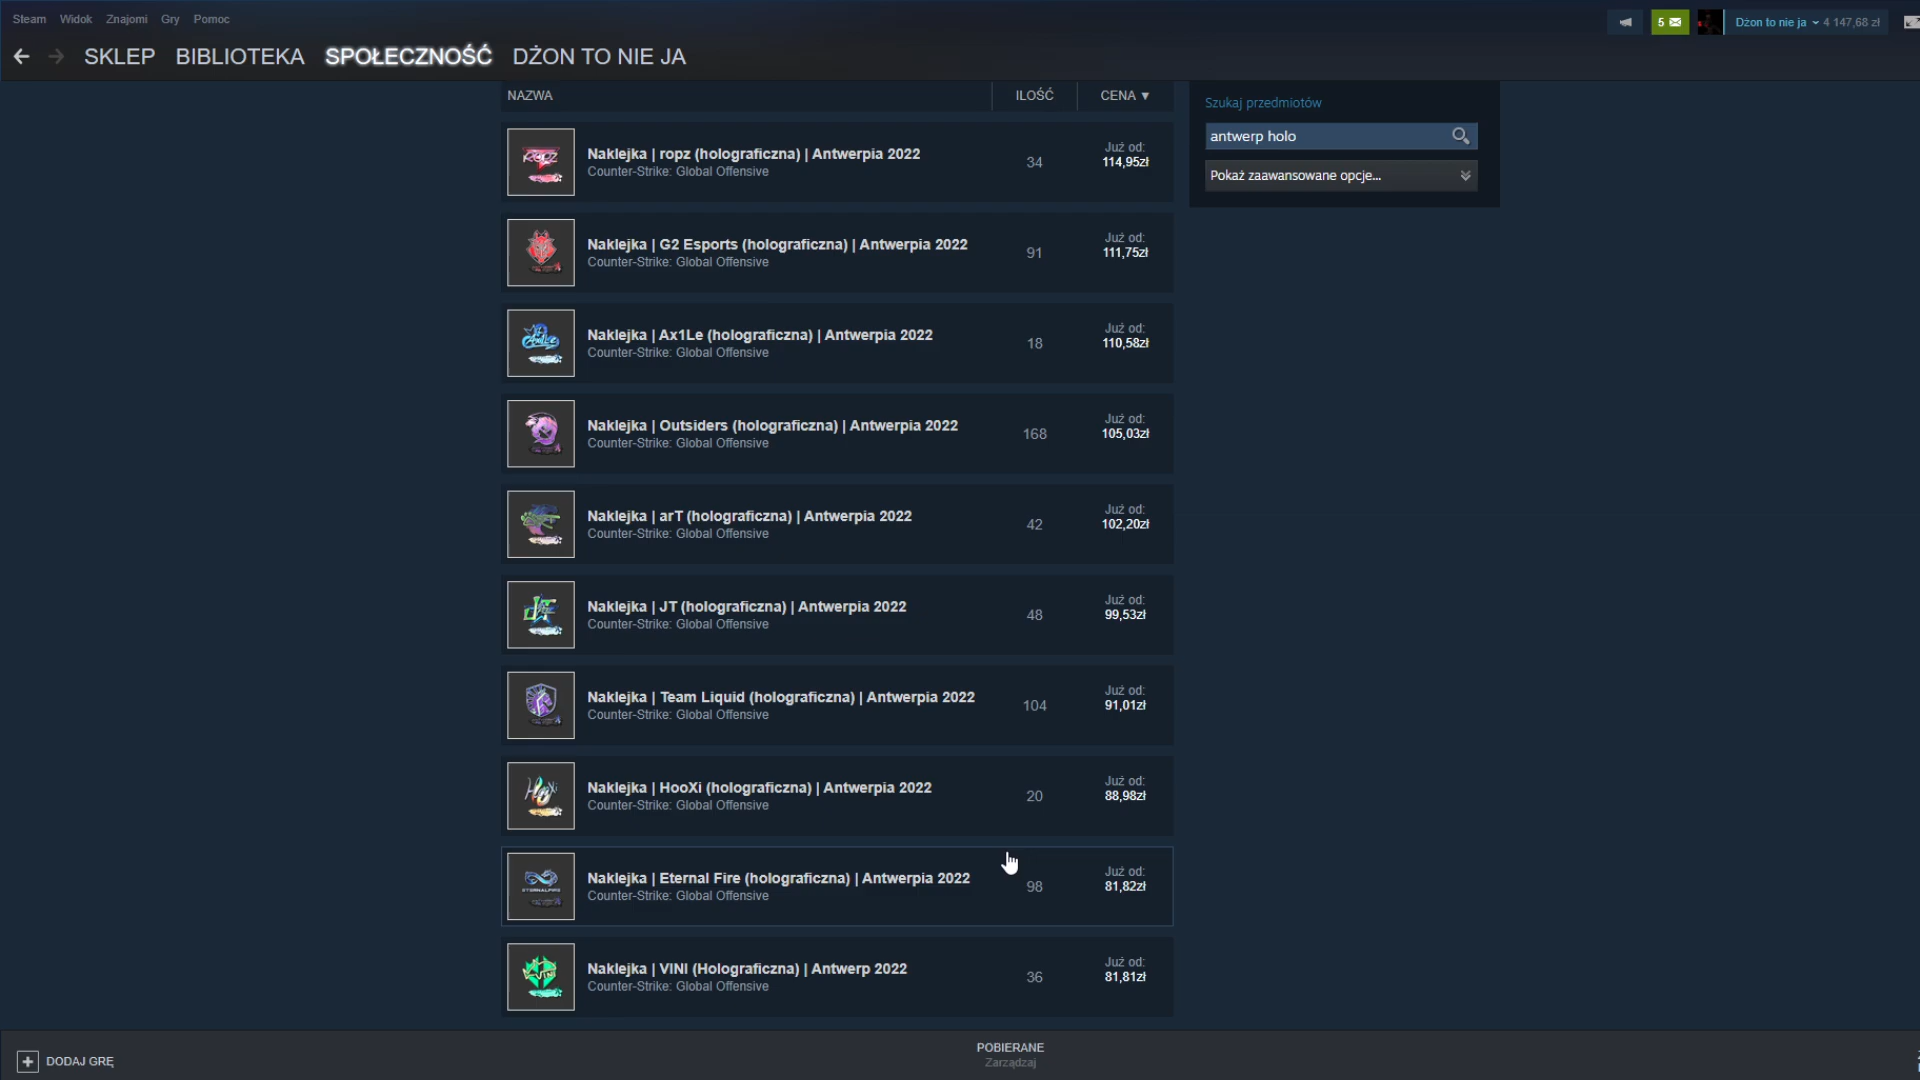 Steam Widok Znajomi Gry Pomoc
5
Dżon to nie ja 4 147,68 zł
SKLEP BIBLIOTEKA SPOŁECZNOŚĆ DŻON TO NIE JA
NAZWA ILOŚĆ CENA ▼
Szukaj przedmiotów
antwerp holo
Pokaż zaawansowane opcje...
Naklejka | ropz (holograficzna) | Antwerpia 2022
Counter-Strike: Global Offensive
34
Już od:
114,95zł
Naklejka | G2 Esports (holograficzna) | Antwerpia 2022
Counter-Strike: Global Offensive
91
Już od:
111,75zł
Naklejka | Ax1Le (holograficzna) | Antwerpia 2022
Counter-Strike: Global Offensive
18
Już od:
110,58zł
Naklejka | Outsiders (holograficzna) | Antwerpia 2022
Counter-Strike: Global Offensive
168
Już od:
105,03zł
Naklejka | arT (holograficzna) | Antwerpia 2022
Counter-Strike: Global Offensive
42
Już od:
102,20zł
Naklejka | JT (holograficzna) | Antwerpia 2022
Counter-Strike: Global Offensive
48
Już od:
99,53zł
Naklejka | Team Liquid (holograficzna) | Antwerpia 2022
Counter-Strike: Global Offensive
104
Już od:
91,01zł
Naklejka | HooXi (holograficzna) | Antwerpia 2022
Counter-Strike: Global Offensive
20
Już od:
88,98zł
Naklejka | Eternal Fire (holograficzna) | Antwerpia 2022
Counter-Strike: Global Offensive
98
Już od:
81,82zł
Naklejka | VINI (Holograficzna) | Antwerp 2022
Counter-Strike: Global Offensive
36
Już od:
81,81zł
DODAJ GRĘ
POBIERANE
Zarządzaj